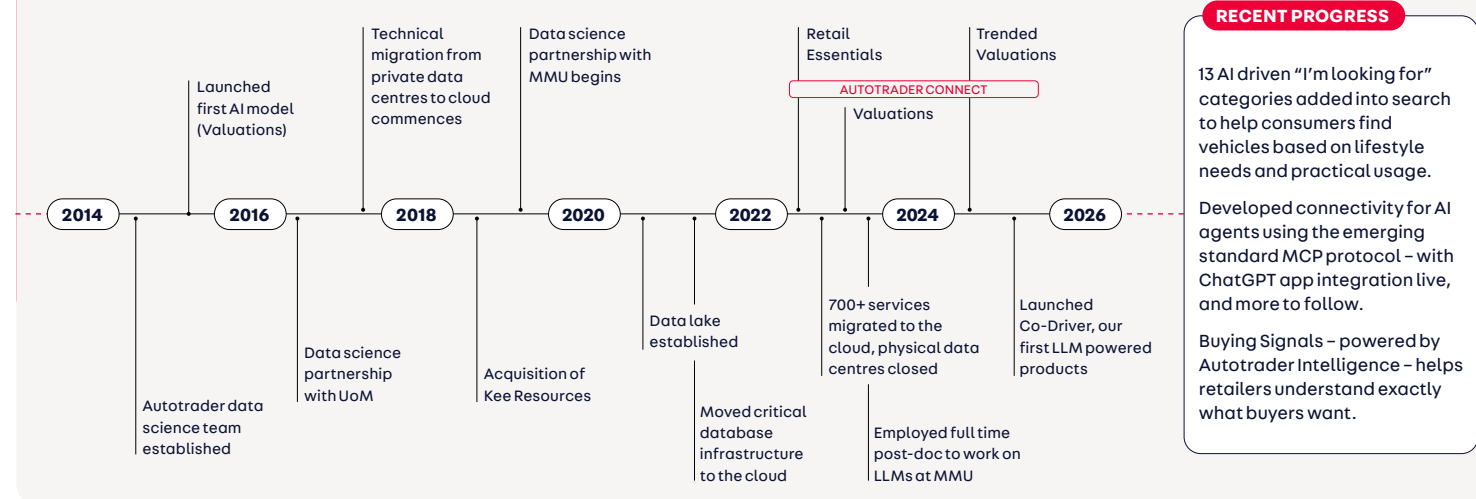 Launched
first AI model
(Valuations)
Technical
migration from
private data
centres to cloud
commences
Data science
partnership with
MMU begins
Retail
Essentials
Trended
Valuations
AUTOTRADER CONNECT
Valuations
2014
2016
2018
2020
2022
2024
2026
Autotrader data
science team
established
Data science
partnership
with UoM
Acquisition of
Kee Resources
Data lake
established
Moved critical
database
infrastructure
to the cloud
700+ services
migrated to the
cloud, physical data
centres closed
Employed full time
post-doc to work on
LLMs at MMU
Launched
Co-Driver, our
first LLM powered
products
RECENT PROGRESS
13 AI driven “I’m looking for”
categories added into search
to help consumers find
vehicles based on lifestyle
needs and practical usage.
Developed connectivity for AI
agents using the emerging
standard MCP protocol – with
ChatGPT app integration live,
and more to follow.
Buying Signals – powered by
Autotrader Intelligence – helps
retailers understand exactly
what buyers want.